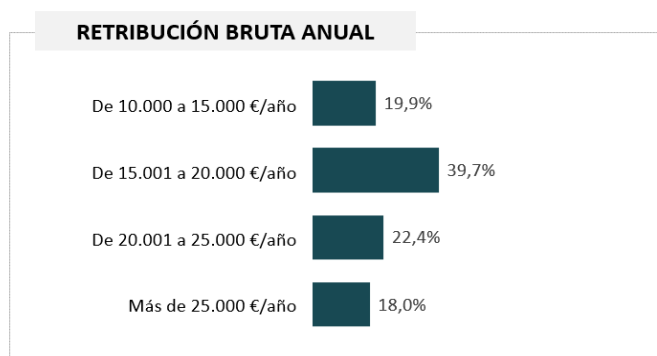 RETRIBUCIÓN BRUTA ANUAL
De 10.000 a 15.000 €/año 19,9%
De 15.001 a 20.000 €/año 39,7%
De 20.001 a 25.000 €/año 22,4%
Más de 25.000 €/año 18,0%